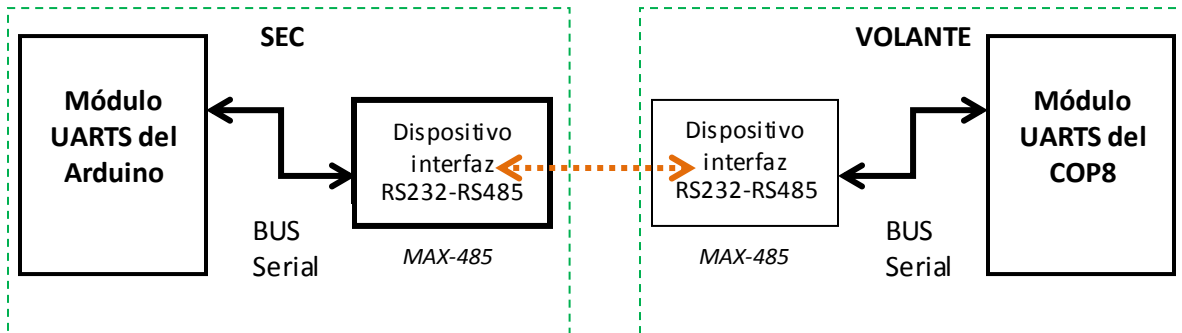 SEC
Módulo
UARTS del
Arduino
Dispositivo
interfaz
RS232-RS485
BUS
Serial
MAX-485
VOLANTE
Dispositivo
interfaz
RS232-RS485
MAX-485
BUS
Serial
Módulo
UARTS del
COP8